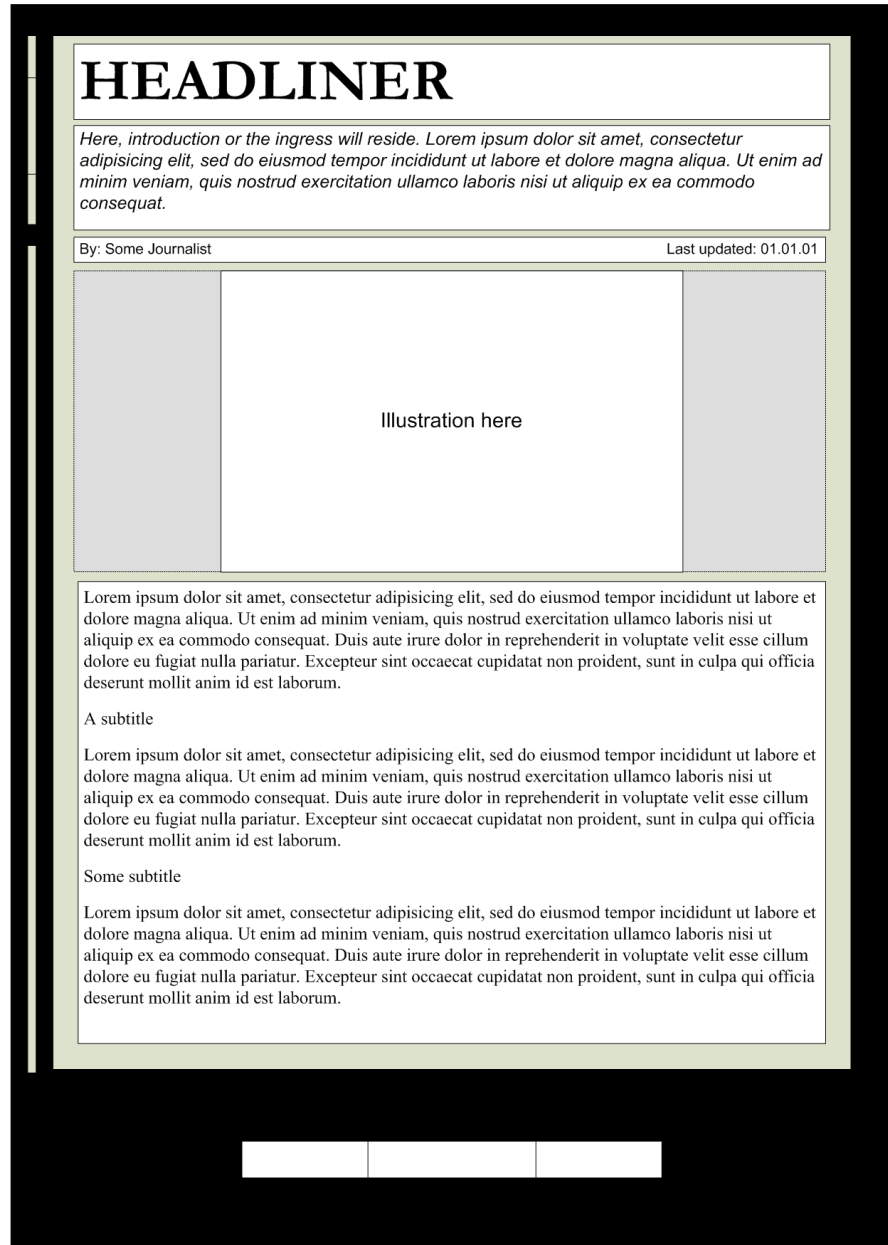 HEADLINER
Here, introduction or the ingress will reside. Lorem ipsum dolor sit amet, consectetur
adipisicing elit, sed do eiusmod tempor incididunt ut labore et dolore magna aliqua. Ut enim ad
minim veniam, quis nostrud exercitation ullamco laboris nisi ut aliquip ex ea commodo
consequat.
By: Some Journalist Last updated: 01.01.01
Illustration here
Lorem ipsum dolor sit amet, consectetur adipisicing elit, sed do eiusmod tempor incididunt ut labore et
dolore magna aliqua. Ut enim ad minim veniam, quis nostrud exercitation ullamco laboris nisi ut
aliquip ex ea commodo consequat. Duis aute irure dolor in reprehenderit in voluptate velit esse cillum
dolore eu fugiat nulla pariatur. Excepteur sint occaecat cupidatat non proident, sunt in culpa qui officia
deserunt mollit anim id est laborum.
A subtitle
Lorem ipsum dolor sit amet, consectetur adipisicing elit, sed do eiusmod tempor incididunt ut labore et
dolore magna aliqua. Ut enim ad minim veniam, quis nostrud exercitation ullamco laboris nisi ut
aliquip ex ea commodo consequat. Duis aute irure dolor in reprehenderit in voluptate velit esse cillum
dolore eu fugiat nulla pariatur. Excepteur sint occaecat cupidatat non proident, sunt in culpa qui officia
deserunt mollit anim id est laborum.
Some subtitle
Lorem ipsum dolor sit amet, consectetur adipisicing elit, sed do eiusmod tempor incididunt ut labore et
dolore magna aliqua. Ut enim ad minim veniam, quis nostrud exercitation ullamco laboris nisi ut
aliquip ex ea commodo consequat. Duis aute irure dolor in reprehenderit in voluptate velit esse cillum
dolore eu fugiat nulla pariatur. Excepteur sint occaecat cupidatat non proident, sunt in culpa qui officia
deserunt mollit anim id est laborum.